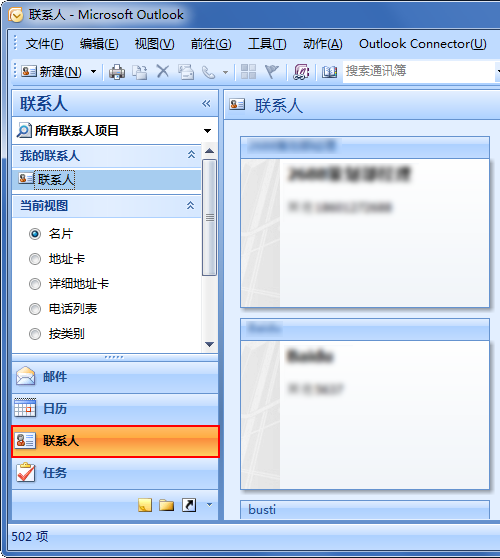 联系人 - Microsoft Outlook
文件(F) 编辑(E) 视图(V) 前往(G) 工具(T) 动作(A) Outlook Connector(U)
新建(N) 搜索通讯簿
联系人 «
联系人
所有联系人项目
我的联系人
联系人
当前视图
名片
地址卡
详细地址卡
电话列表
按类别
Baidu
Baidu
邮件
日历
联系人
任务
busti
502 项